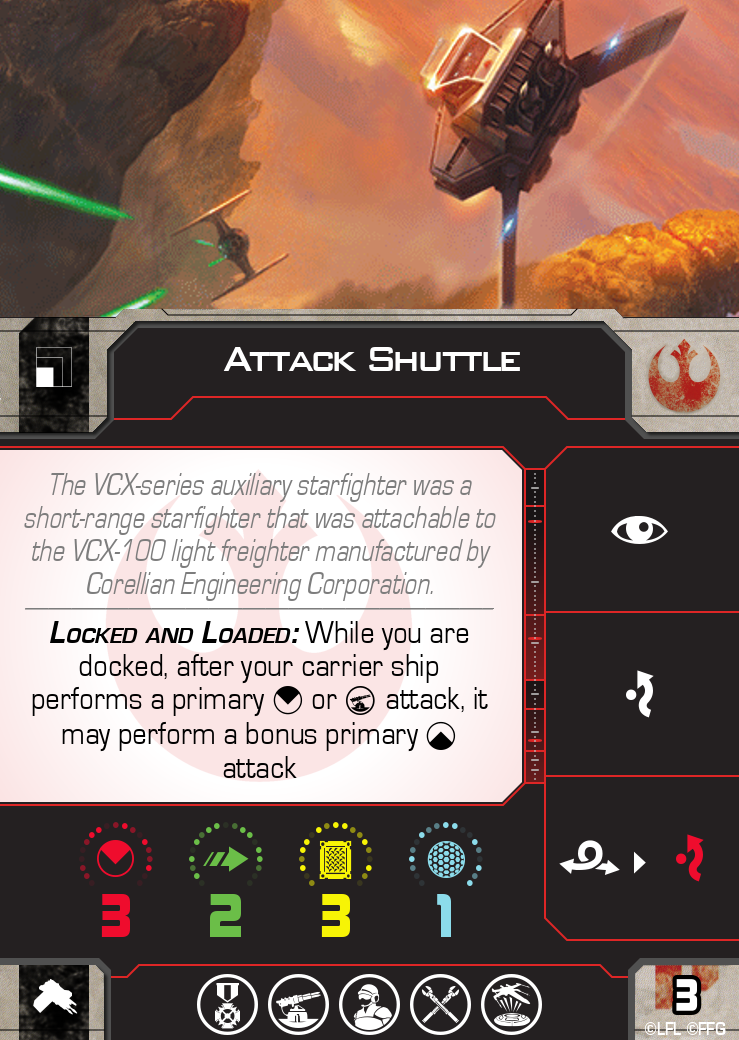 Attack Shuttle
The VCX-series auxiliary starfighter was a
short-range starfighter that was attachable to
the VCX-100 light freighter manufactured by
Corellian Engineering Corporation.
Locked and Loaded: While you are
docked, after your carrier ship
performs a primary or attack, it
may perform a bonus primary
attack
3 2 3 1
3
©LFL ©FFG